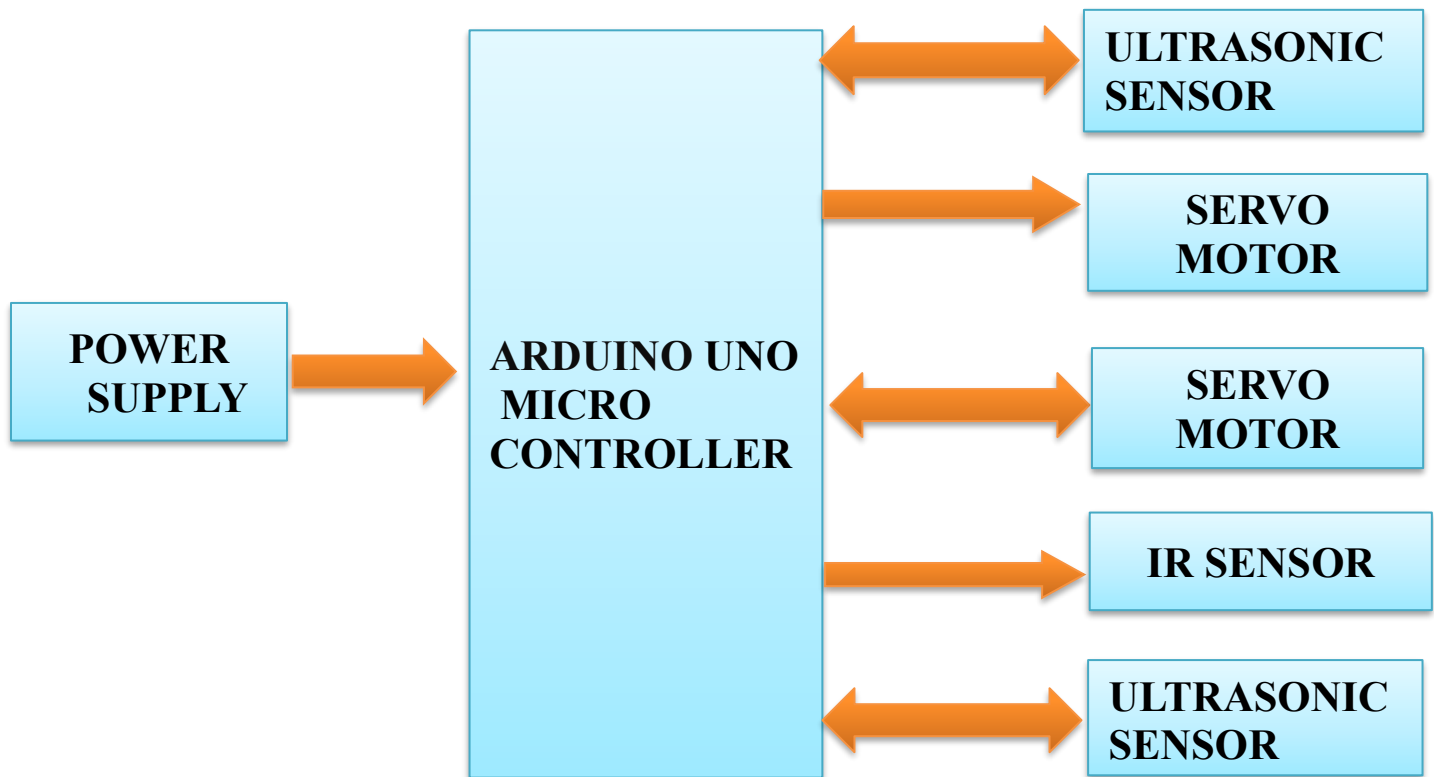 POWER
SUPPLY
ARDUINO UNO
MICRO
CONTROLLER
ULTRASONIC
SENSOR
SERVO
MOTOR
SERVO
MOTOR
IR SENSOR
ULTRASONIC
SENSOR